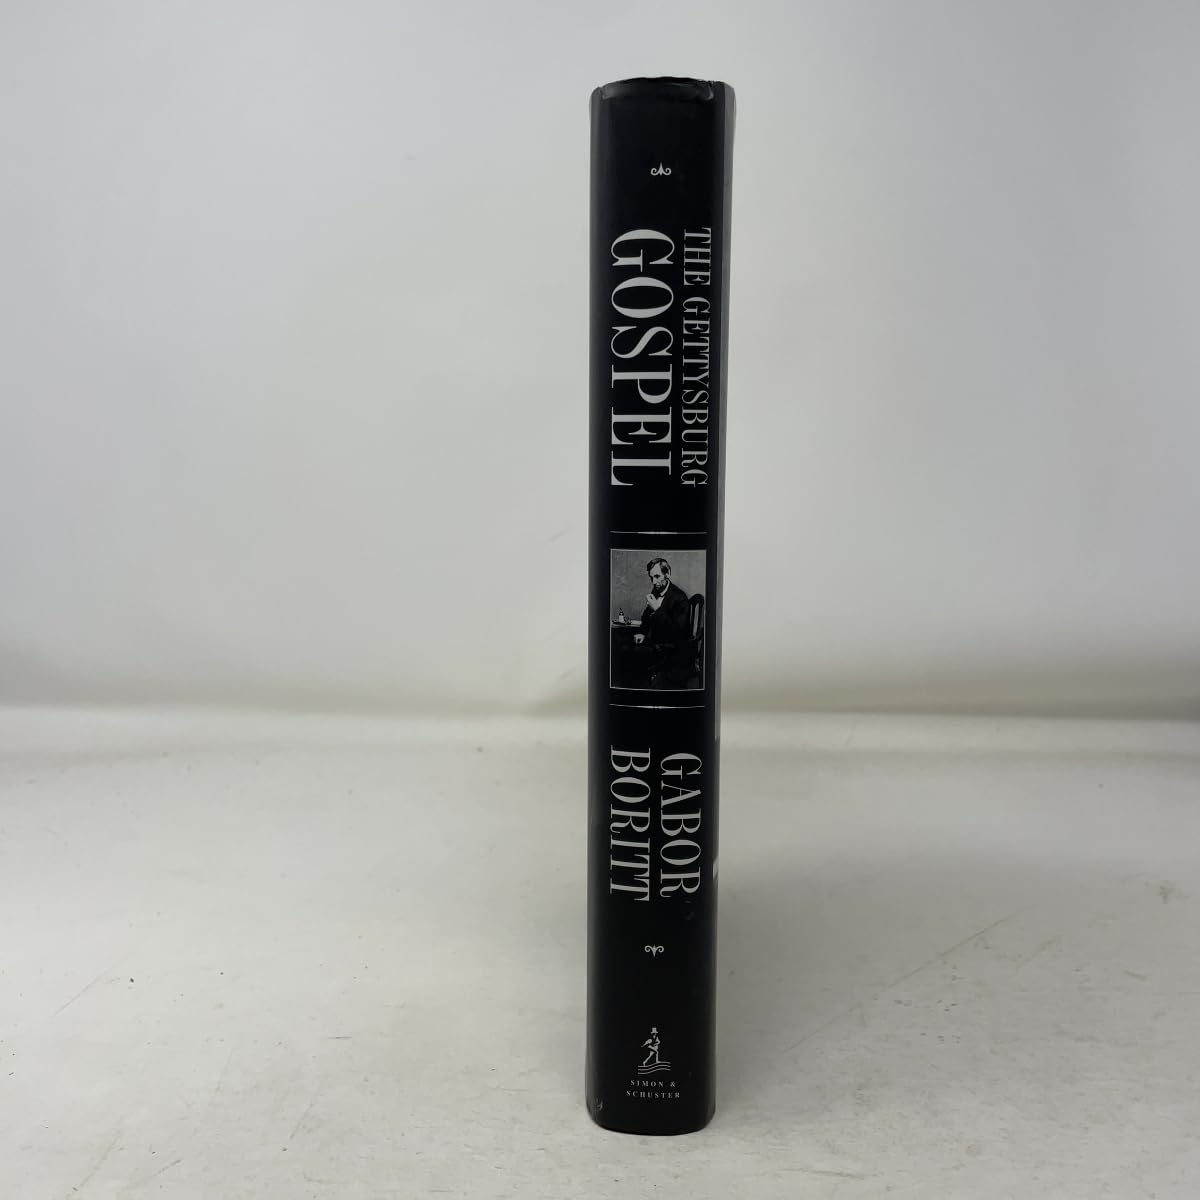 THE GETTYSBURG
GOSPEL
GABOR
BORITT
SIMON &
SCHUSTER